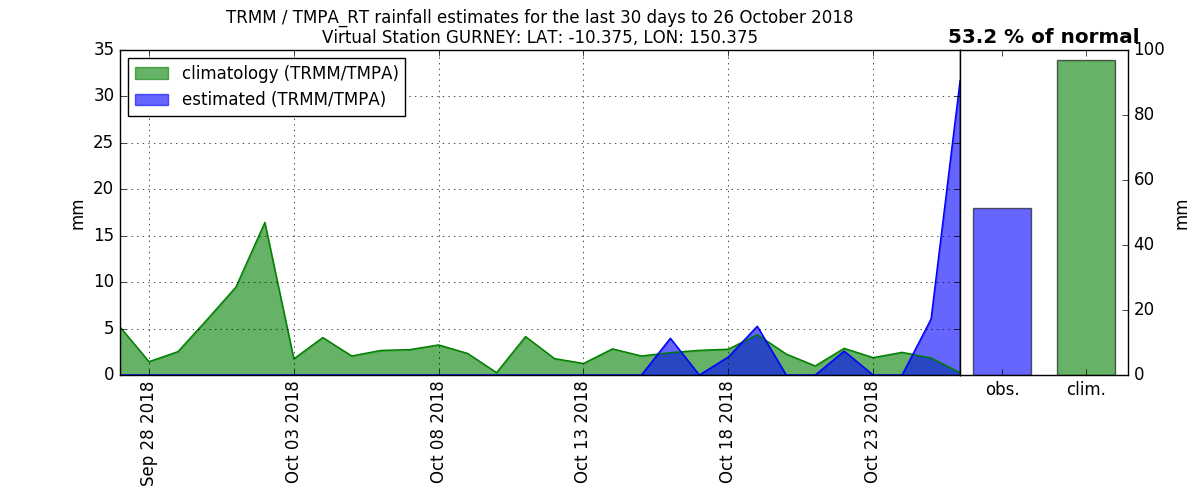 TRMM / TMPA_RT rainfall estimates for the last 30 days to 26 October 2018
Virtual Station GURNEY: LAT: -10.375, LON: 150.375
53.2 % of normal
climatology (TRMM/TMPA)
estimated (TRMM/TMPA)
35
30
25
20
15
10
5
0
mm
Sep 28 2018
Oct 03 2018
Oct 08 2018
Oct 13 2018
Oct 18 2018
Oct 23 2018
obs.
clim.
100
80
60
40
20
0
mm